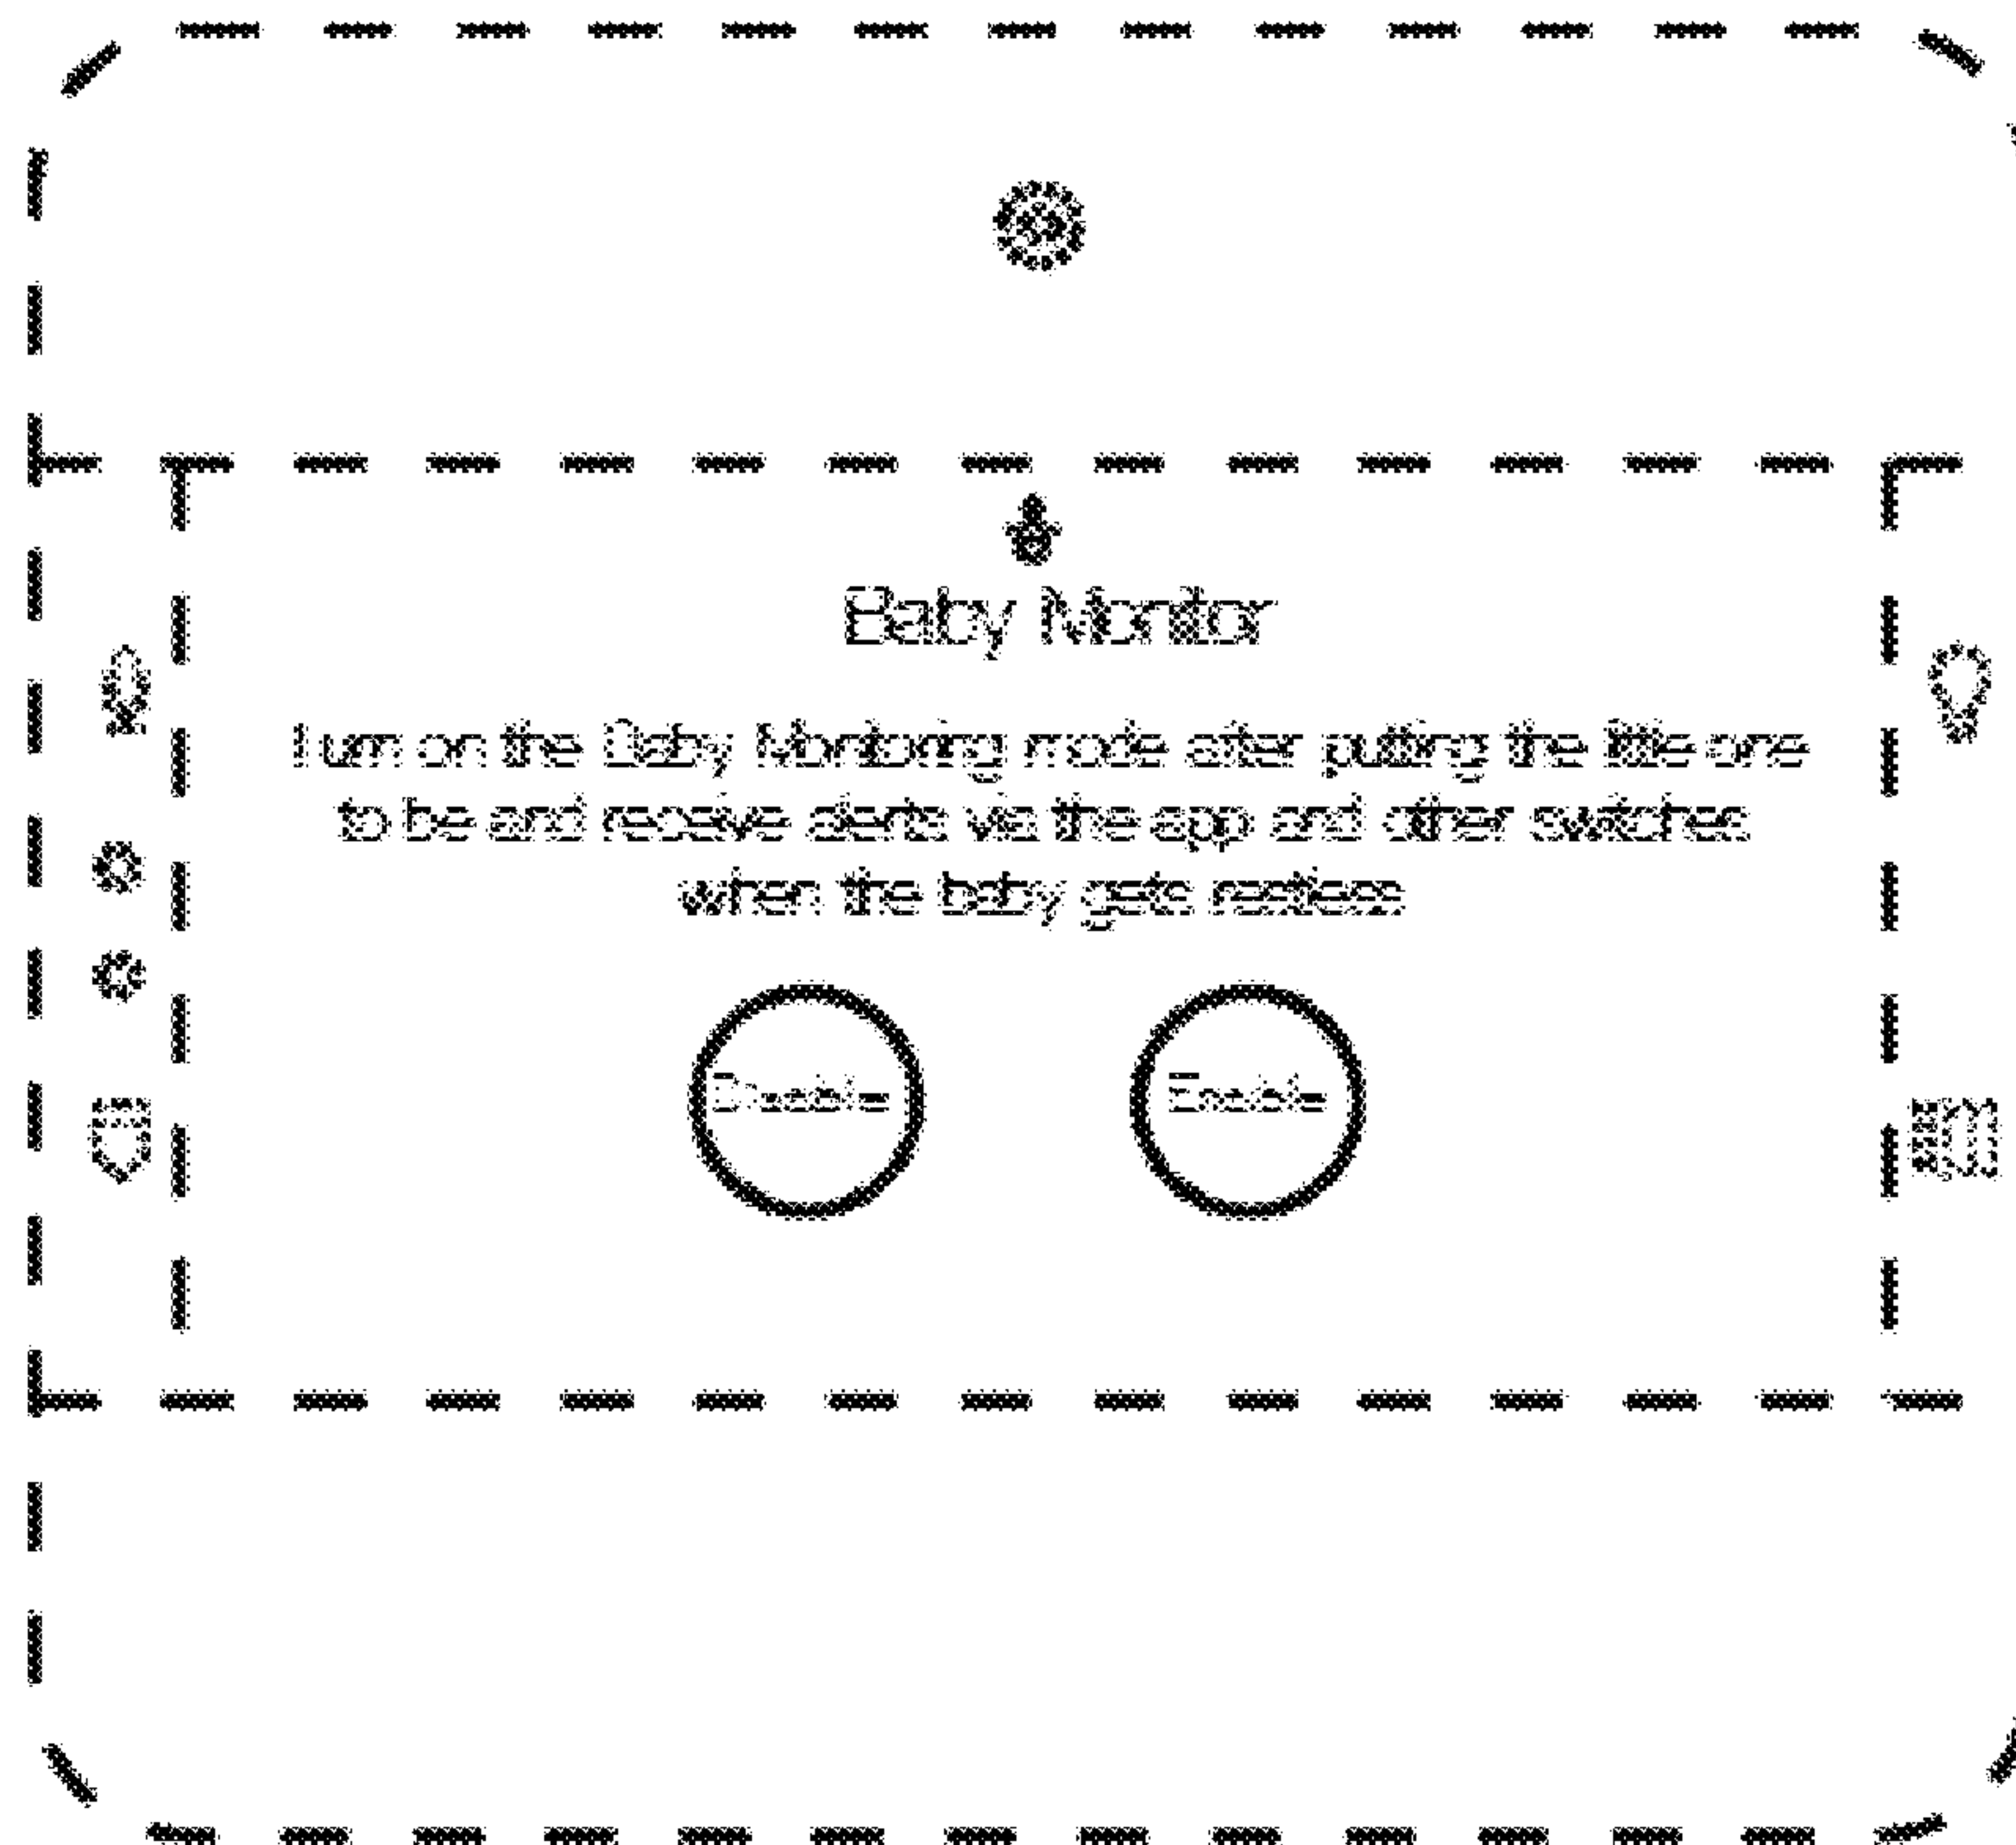 Baby Monitor
Turn on the Baby Monitoring mode after putting the little one
to be and receive alerts via the app and other switches
when the baby gets restless
Disable Enable